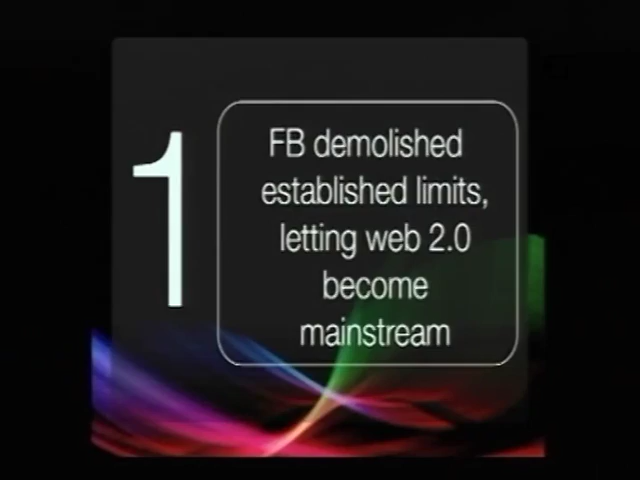 1
FB demolished
established limits,
letting web 2.0
become
mainstream